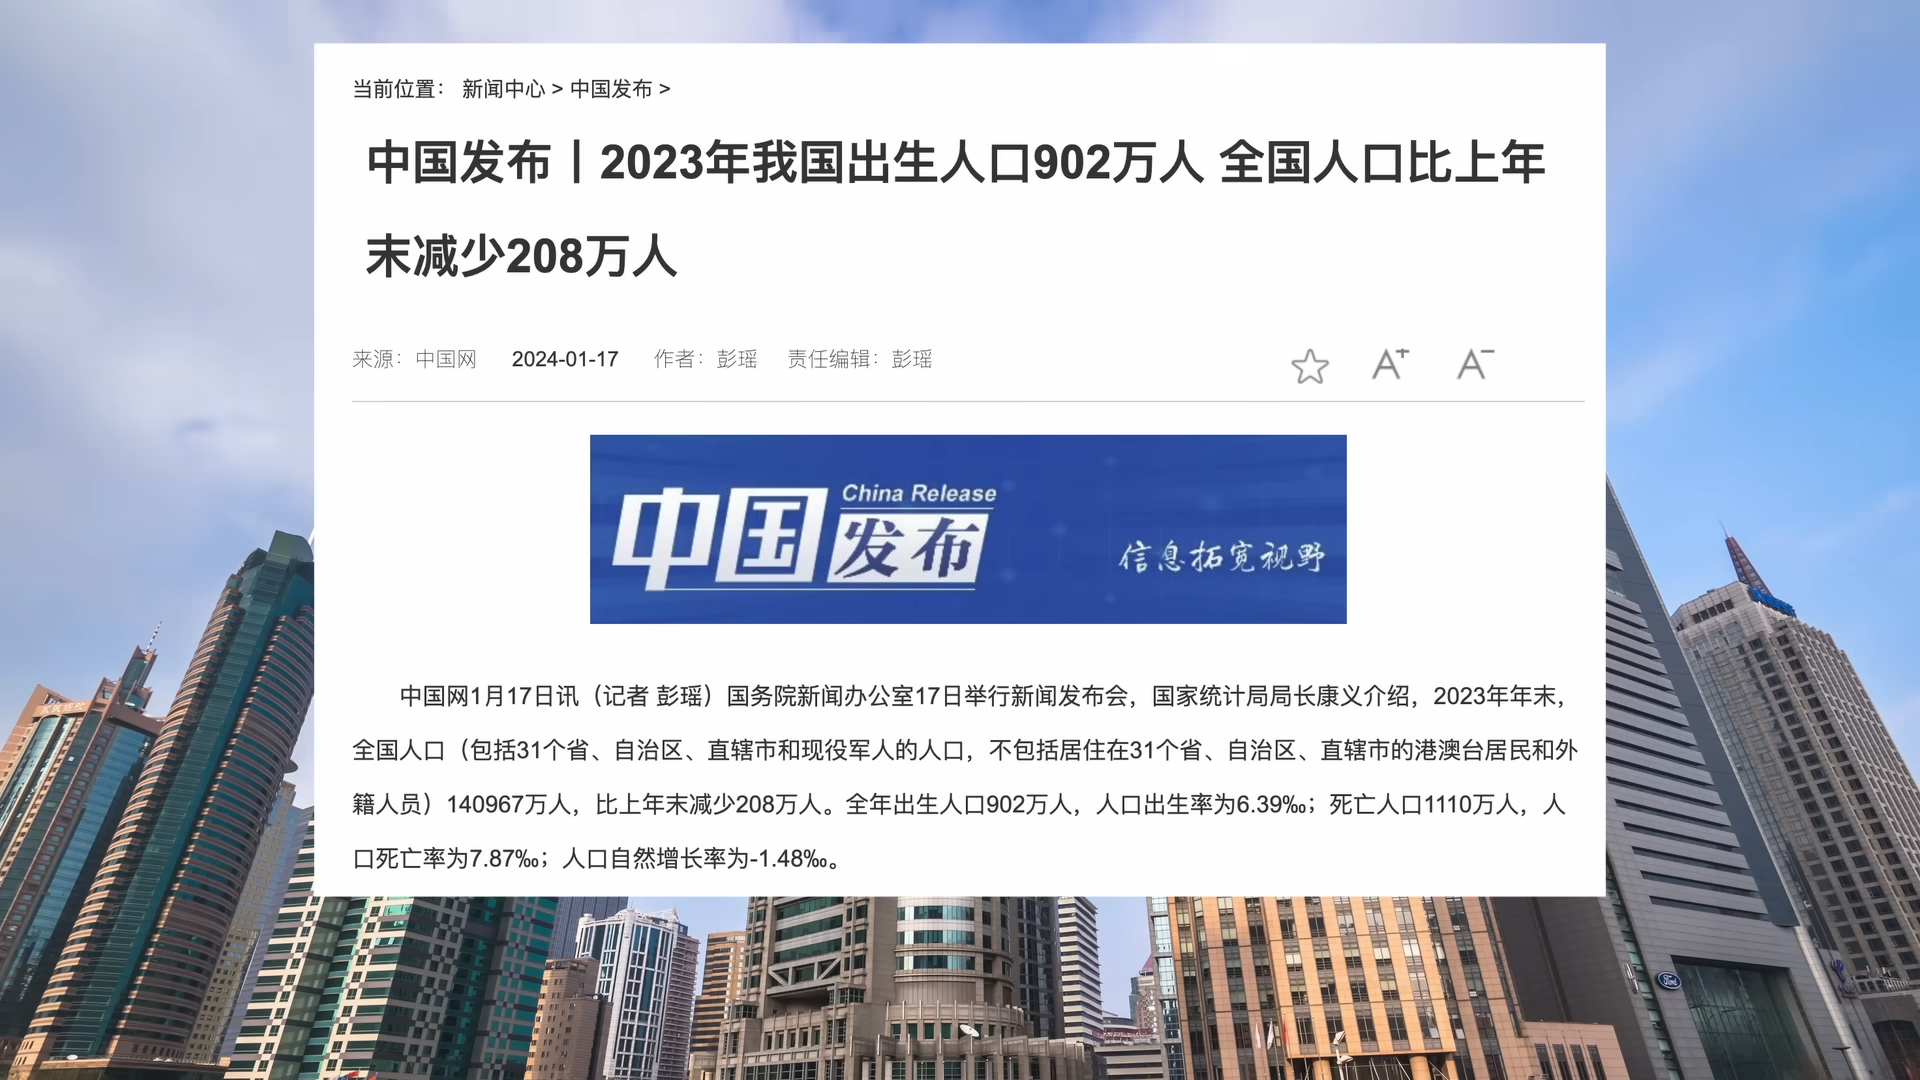 当前位置： 新闻中心 > 中国发布 >
中国发布丨2023年我国出生人口902万人 全国人口比上年
末减少208万人
来源：中国网 2024-01-17 作者：彭瑶 责任编辑：彭瑶
A+ A-
中国发布 China Release
信息拓宽视野
中国网1月17日讯（记者 彭瑶）国务院新闻办公室17日举行新闻发布会，国家统计局局长康义介绍，2023年年末，
全国人口（包括31个省、自治区、直辖市和现役军人的人口，不包括居住在31个省、自治区、直辖市的港澳台居民和外
籍人员）140967万人，比上年末减少208万人。全年出生人口902万人，人口出生率为6.39‰；死亡人口1110万人，人
口死亡率为7.87‰；人口自然增长率为-1.48‰。
Ford